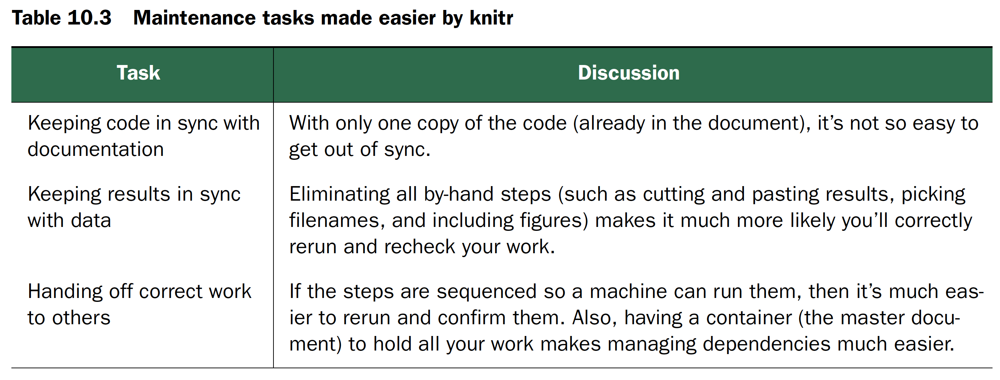 Table 10.3 Maintenance tasks made easier by knitr
Task
Discussion
Keeping code in sync with
documentation
With only one copy of the code (already in the document), it’s not so easy to
get out of sync.
Keeping results in sync
with data
Eliminating all by-hand steps (such as cutting and pasting results, picking
filenames, and including figures) makes it much more likely you’ll correctly
rerun and recheck your work.
Handing off correct work
to others
If the steps are sequenced so a machine can run them, then it’s much eas-
ier to rerun and confirm them. Also, having a container (the master docu-
ment) to hold all your work makes managing dependencies much easier.